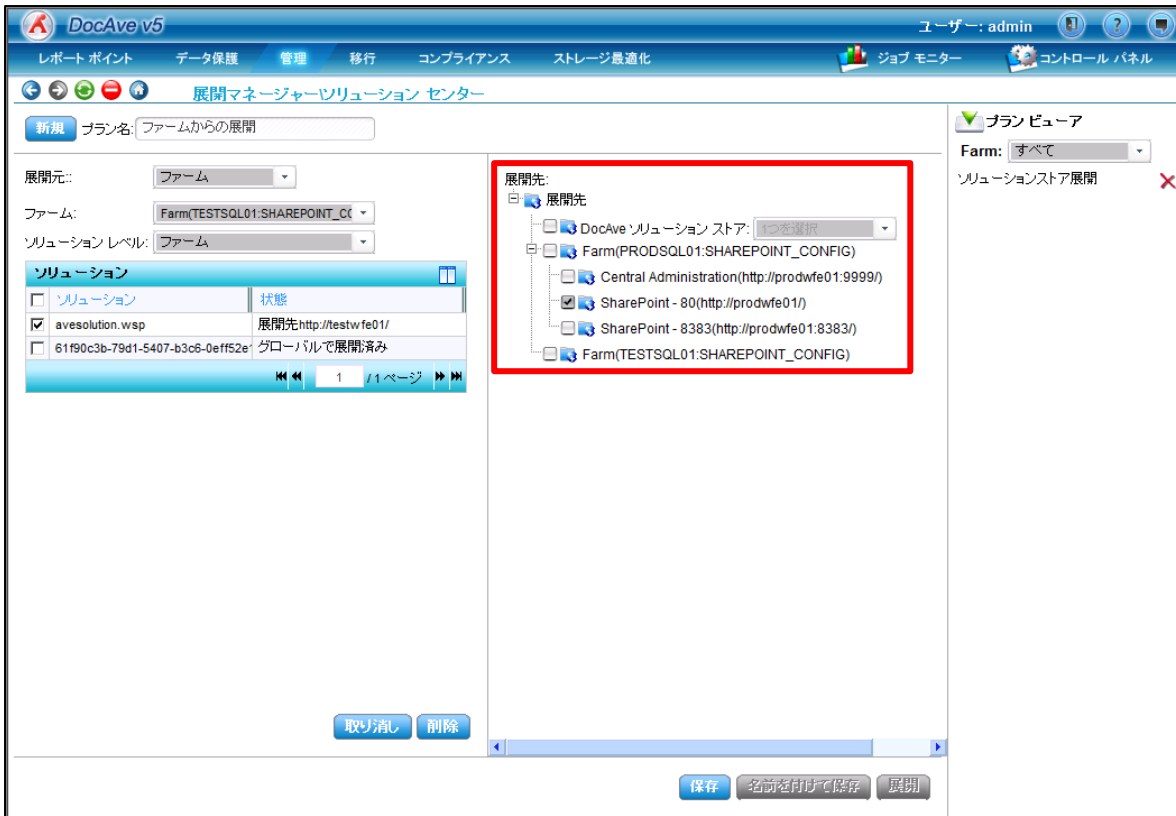 DocAve v5
ユーザー: admin
レポート ポイント データ保護 管理 移行 コンプライアンス ストレージ最適化 ジョブ モニター コントロール パネル
展開マネージャー\ソリューション センター
新規 プラン名: ファームからの展開
展開元::
ファーム
ファーム:
Farm(TESTSQL01:SHAREPOINT_CO
ソリューション レベル: ファーム
ソリューション
ソリューション 状態
avesolution.wsp 展開先http://testwfe01/
61f90c3b-79d1-5407-b3c6-0eff52e1 グローバルで展開済み
1 / 1 ページ
取り消し 削除
展開先:
展開先
DocAve ソリューション ストア: 1つを選択
Farm(PRODSQL01:SHAREPOINT_CONFIG)
Central Administration(http://prodwfe01:9999/)
SharePoint - 80(http://prodwfe01/)
SharePoint - 8383(http://prodwfe01:8383/)
Farm(TESTSQL01:SHAREPOINT_CONFIG)
保存 名前を付けて保存 展開
プラン ビューア
Farm: すべて
ソリューションストア展開